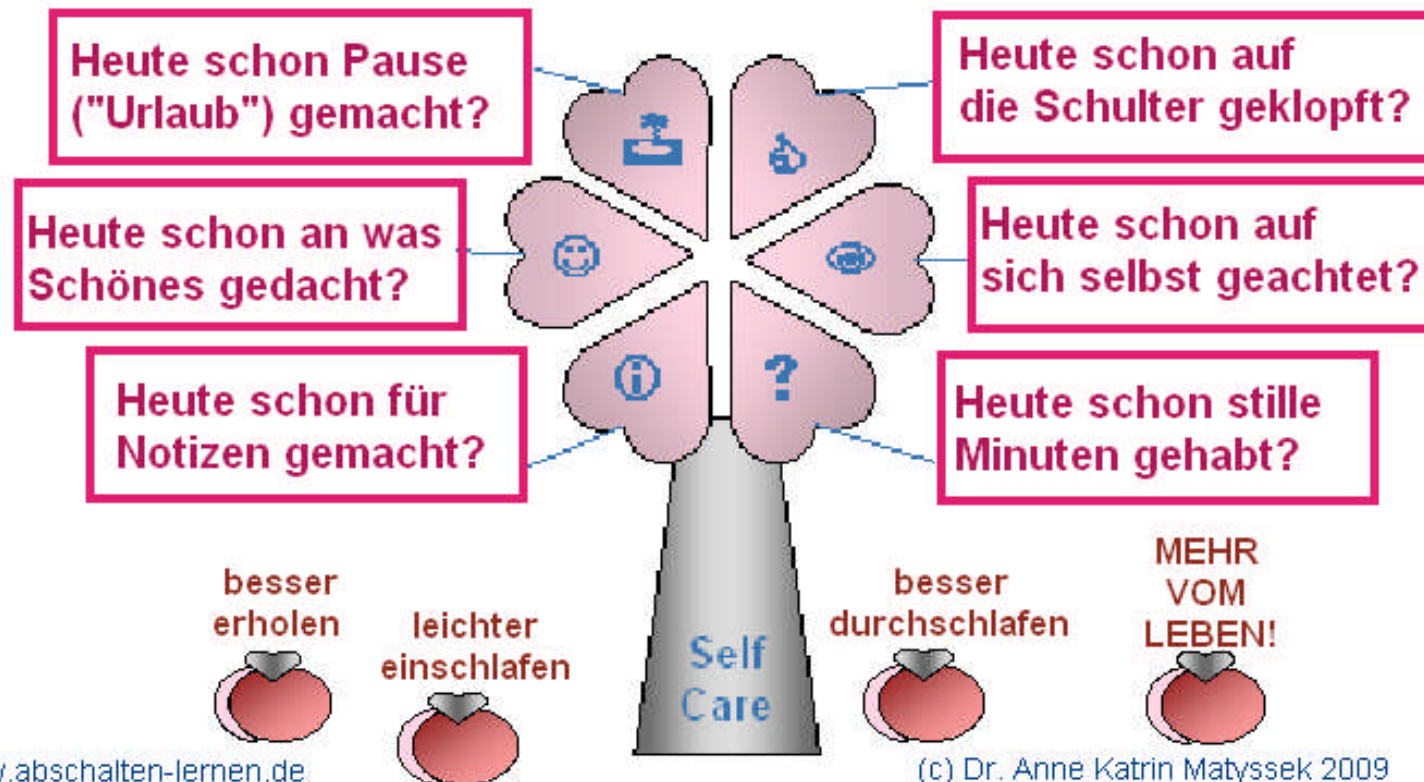 Heute schon Pause
("Urlaub") gemacht?
Heute schon auf
die Schulter geklopft?
Heute schon an was
Schönes gedacht?
Heute schon auf
sich selbst geachtet?
Heute schon für
Notizen gemacht?
Heute schon stille
Minuten gehabt?
besser
erholen
leichter
einschlafen
Self
Care
besser
durchschlafen
MEHR
VOM
LEBEN!
.abschalten-lernen.de
(c) Dr. Anne Katrin Matyssek 2009